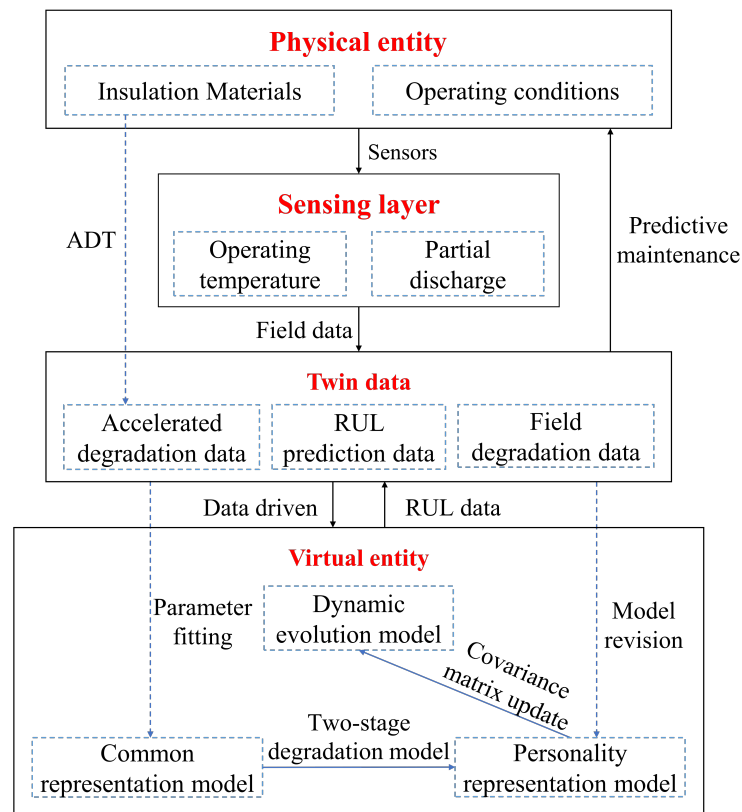 Physical entity
Insulation Materials
Operating conditions
Sensors
Sensing layer
Operating
temperature
Partial
discharge
ADT
Predictive
maintenance
Field data
Twin data
Accelerated
degradation data
RUL
prediction data
Field
degradation data
Data driven
RUL data
Virtual entity
Dynamic
evolution model
Parameter
fitting
Model
revision
Covariance
matrix update
Two-stage
degradation model
Common
representation model
Personality
representation model